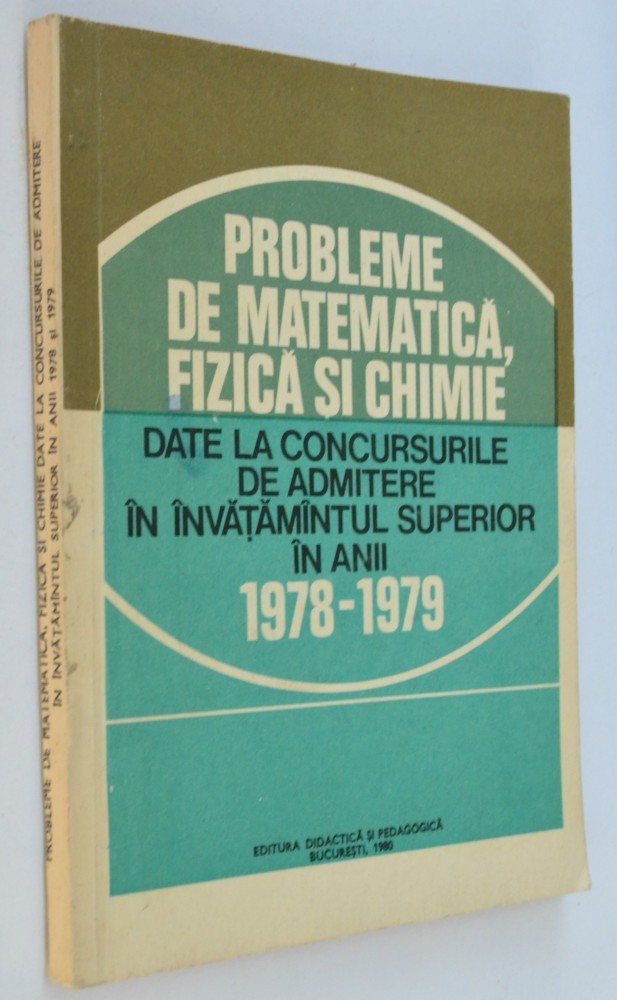 PROBLEME
DE MATEMATICĂ,
FIZICĂ ȘI CHIMIE
DATE LA CONCURSURILE
DE ADMITERE
ÎN ÎNVĂȚĂMÎNTUL SUPERIOR
ÎN ANII
1978-1979
EDITURA DIDACTICĂ ȘI PEDAGOGICĂ
BUCUREȘTI, 1980
PROBLEME DE MATEMATICĂ, FIZICĂ ȘI CHIMIE DATE LA CONCURSURILE DE ADMITERE
ÎN ÎNVĂȚĂMÎNTUL SUPERIOR ÎN ANII 1978 și 1979